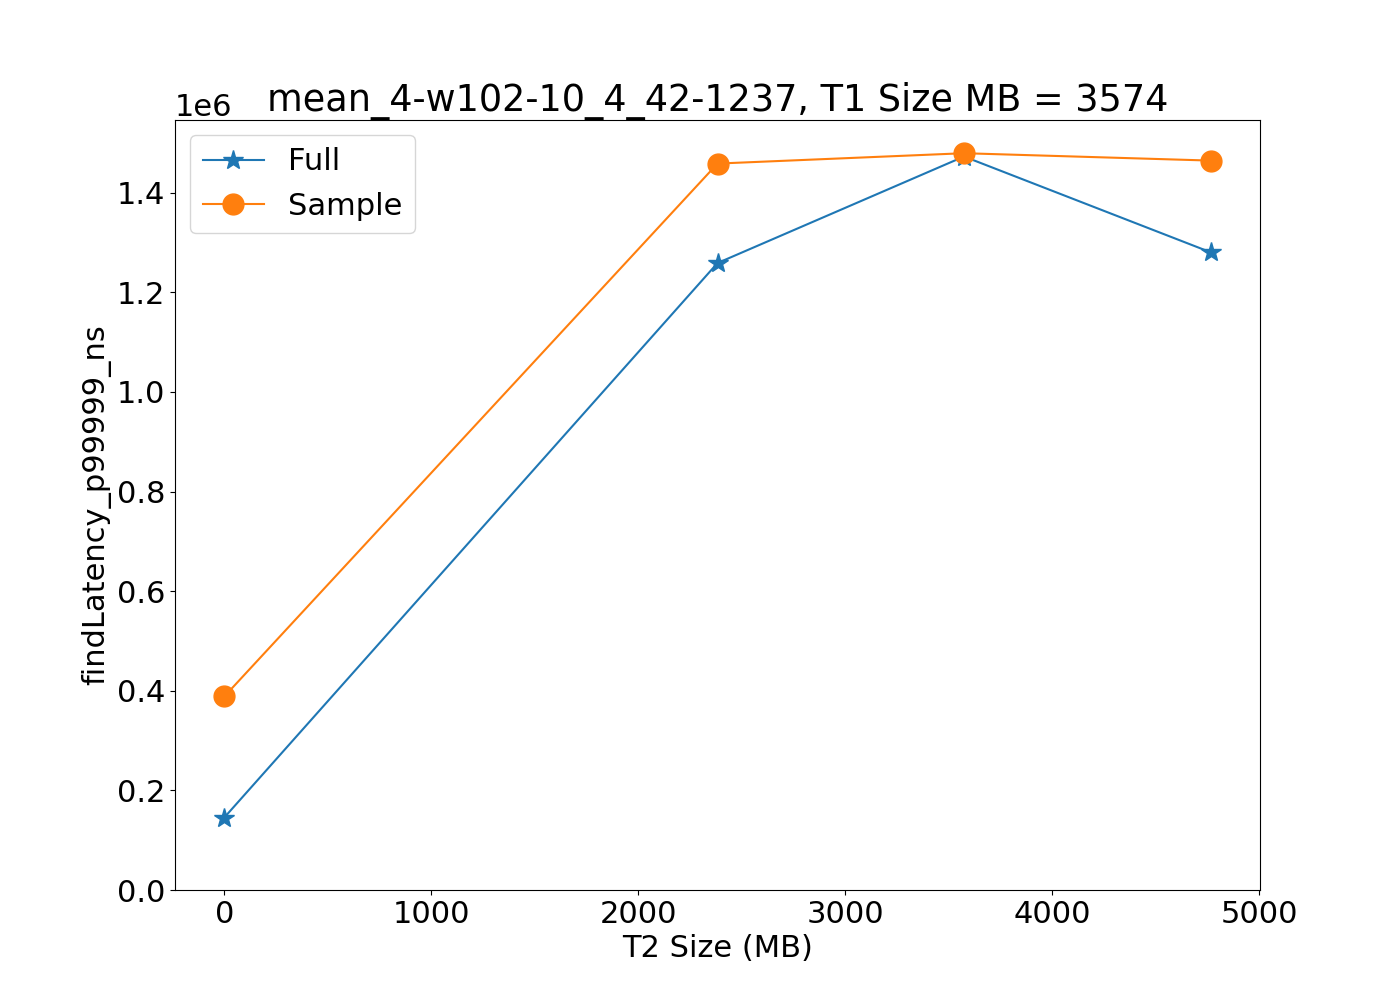 mean_4-w102-10_4_42-1237, T1 Size MB = 3574
1e6
Full
Sample
1.4
1.2
1.0
0.8
0.6
0.4
0.2
0.0
findLatency_p99999_ns
0 1000 2000 3000 4000 5000
T2 Size (MB)